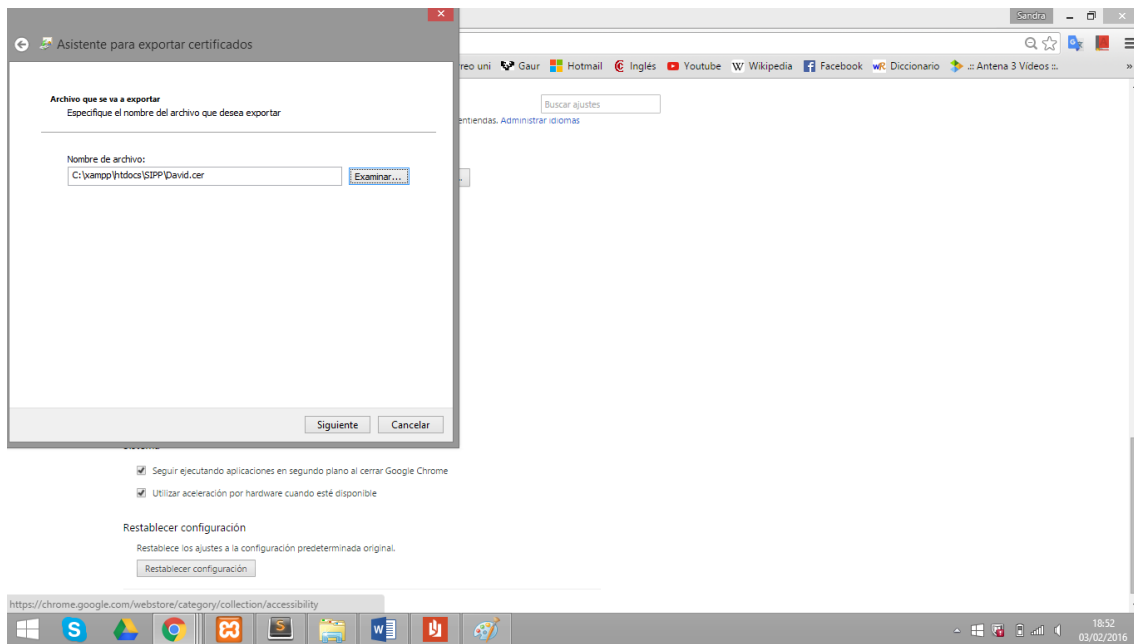 Sandra
Asistente para exportar certificados
reo uni Gaur Hotmail Inglés Youtube W Wikipedia Facebook WR Diccionario .:: Antena 3 Vídeos ::. »
Archivo que se va a exportar
Especifique el nombre del archivo que desea exportar
Buscar ajustes
entiendas. Administrar idiomas
Nombre de archivo:
C:\xampp\htdocs\SIPP\David.cer
Examinar...
Siguiente Cancelar
Seguir ejecutando aplicaciones en segundo plano al cerrar Google Chrome
Utilizar aceleración por hardware cuando esté disponible
Restablecer configuración
Restablece los ajustes a la configuración predeterminada original.
Restablecer configuración
https://chrome.google.com/webstore/category/collection/accessibility
18:52
03/02/2016